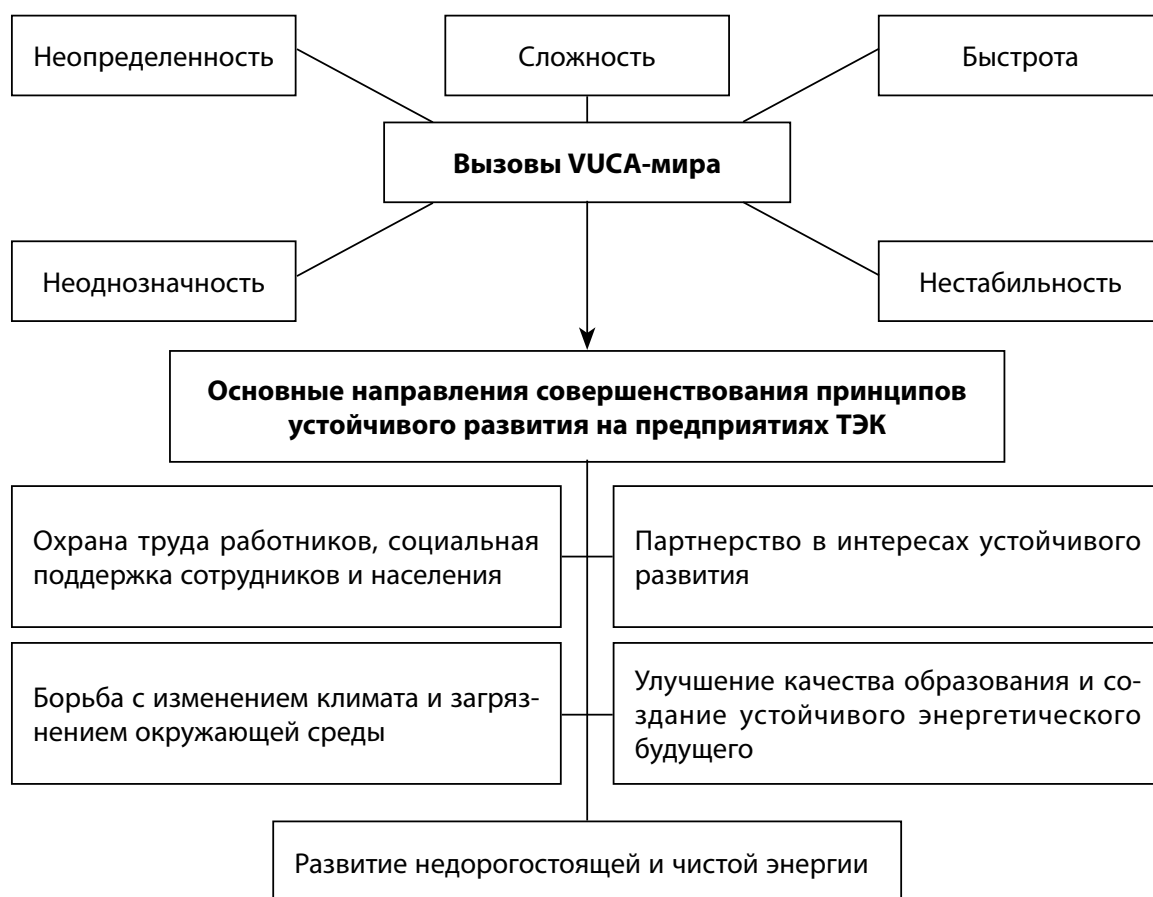 Неопределенность
Сложность
Быстрота
Вызовы VUCA-мира
Неоднозначность
Нестабильность
Основные направления совершенствования принципов
устойчивого развития на предприятиях ТЭК
Охрана труда работников, социальная
поддержка сотрудников и населения
Партнерство в интересах устойчивого
развития
Борьба с изменением климата и загряз-
нением окружающей среды
Улучшение качества образования и со-
здание устойчивого энергетического
будущего
Развитие недорогостоящей и чистой энергии